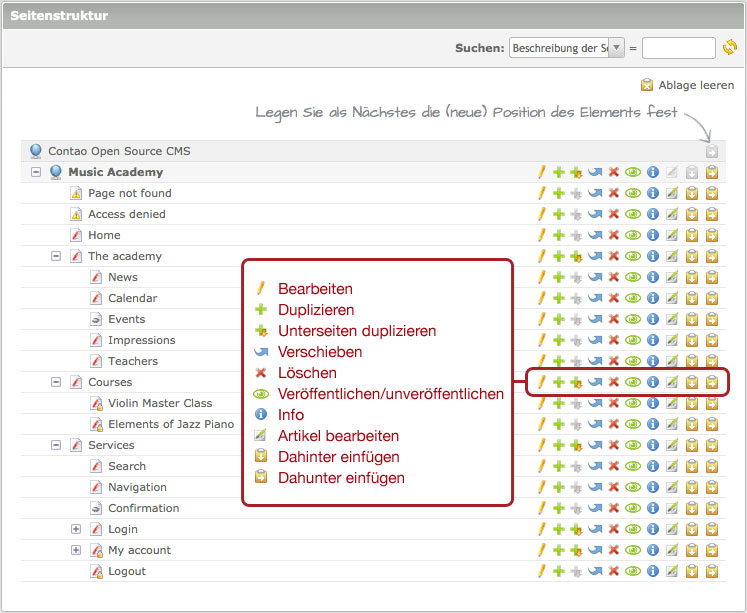 Seitenstruktur
Suchen: Beschreibung der Se =
Ablage leeren
Legen Sie als Nächstes die (neue) Position des Elements fest
Contao Open Source CMS
Music Academy
Page not found
Access denied
Home
The academy
News
Calendar
Events
Impressions
Teachers
Courses
Violin Master Class
Elements of Jazz Piano
Services
Search
Navigation
Confirmation
Login
My account
Logout
Bearbeiten
Duplizieren
Unterseiten duplizieren
Verschieben
Löschen
Veröffentlichen/unveröffentlichen
Info
Artikel bearbeiten
Dahinter einfügen
Dahunter einfügen